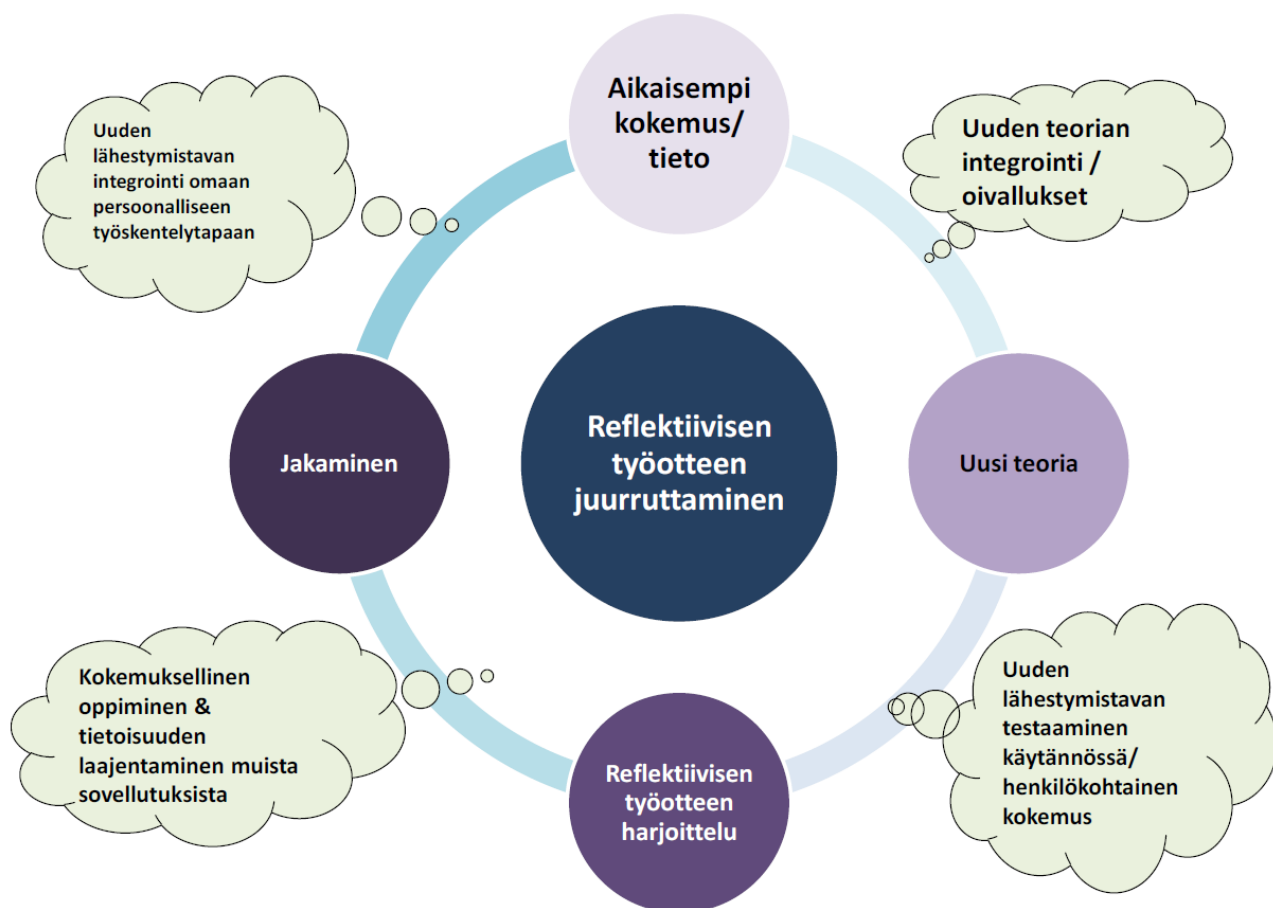 Aikaisempi
kokemus/
tieto
Uuden
lähestymistavan
integrointi omaan
persoonalliseen
työskentelytapaan
Uuden teorian
integrointi /
oivallukset
Reflektiivisen
työotteen
juurruttaminen
Jakaminen
Uusi teoria
Kokemuksellinen
oppiminen &
tietoisuuden
laajentaminen muista
sovellutuksista
Uuden
lähestymistavan
testaaminen
käytännössä/
henkilökohtainen
kokemus
Reflektiivisen
työotteen
harjoittelu